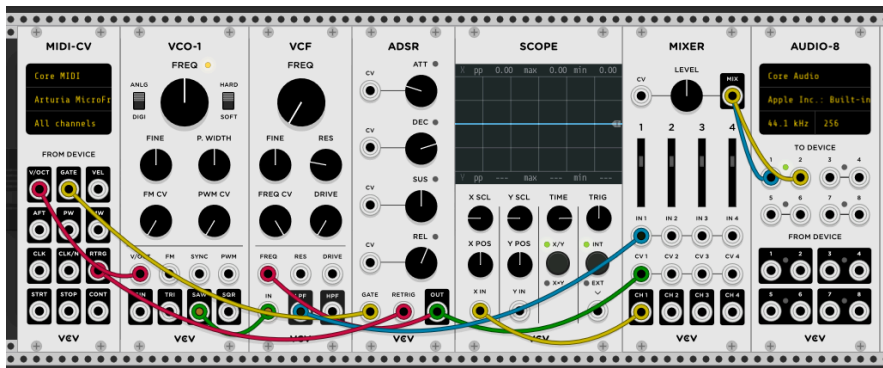 MIDI-CV
Core MIDI
Arturia MicroFr
All channels
FROM DEVICE
V/OCT GATE VEL
AFT PW MW
CLK CLK/N RTRG
STRT STOP CONT
VCV
VCO-1
FREQ
ANLG HARD
DIGI SOFT
FINE P. WIDTH
FM CV PWM CV
V/OCT FM SYNC PWM
SIN TRI SAW SQR
VCV
VCF
FREQ
FINE RES
FREQ CV DRIVE
FREQ RES DRIVE
IN LPF HPF
VCV
ADSR
ATT
CV
DEC
CV
SUS
CV
REL
CV
GATE RETRIG OUT
VCV
SCOPE
X pp 0.00 max 0.00 min 0.00
Y pp --- max --- min ---
X SCL Y SCL TIME TRIG
X POS Y POS X/Y INT
X×Y EXT
X IN Y IN
VCV
MIXER
LEVEL
CV MIX
1 2 3 4
IN 1 IN 2 IN 3 IN 4
CV 1 CV 2 CV 3 CV 4
CH 1 CH 2 CH 3 CH 4
VCV
AUDIO-8
Core Audio
Apple Inc.: Built-in
44.1 kHz 256
TO DEVICE
1 2 3 4
5 6 7 8
FROM DEVICE
1 2 3 4
5 6 7 8
VCV